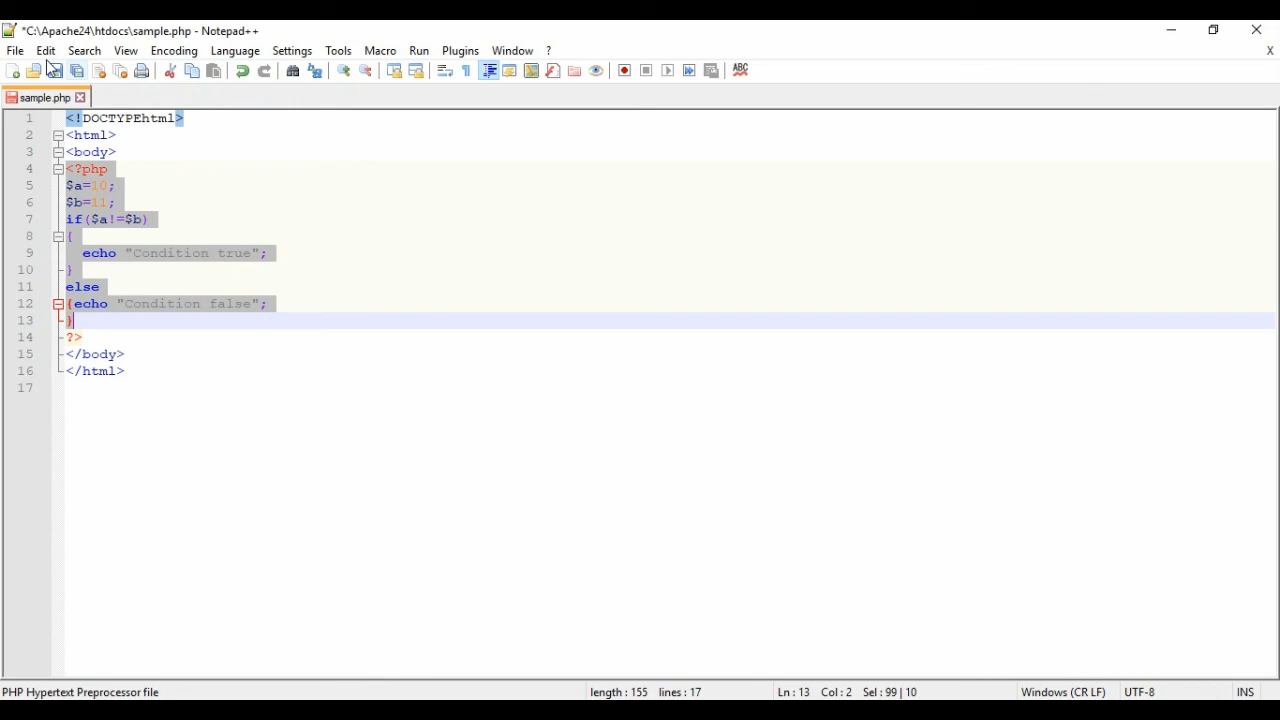 *C:\Apache24\htdocs\sample.php - Notepad++
File Edit Search View Encoding Language Settings Tools Macro Run Plugins Window ? X
ABC
sample.php
1 <!DOCTYPEhtml>
2 <html>
3 <body>
4 <?php
5 $a=10;
6 $b=11;
7 if($a!=$b)
8 {
9 echo "Condition true";
10 }
11 else
12 {echo "Condition false";
13 }
14 ?>
15 </body>
16 </html>
17
PHP Hypertext Preprocessor file length : 155 lines : 17 Ln : 13 Col : 2 Sel : 99 | 10 Windows (CR LF) UTF-8 INS